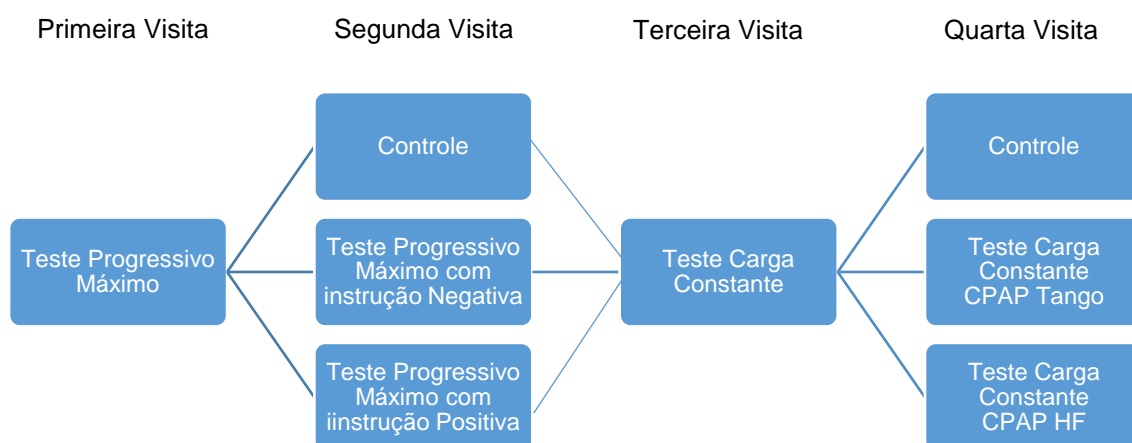 Primeira Visita
Segunda Visita
Terceira Visita
Quarta Visita
Teste Progressivo
Máximo
Controle
Teste Progressivo
Máximo com
instrução Negativa
Teste Progressivo
Máximo com
iinstrução Positiva
Teste Carga
Constante
Controle
Teste Carga
Constante
CPAP Tango
Teste Carga
Constante
CPAP HF